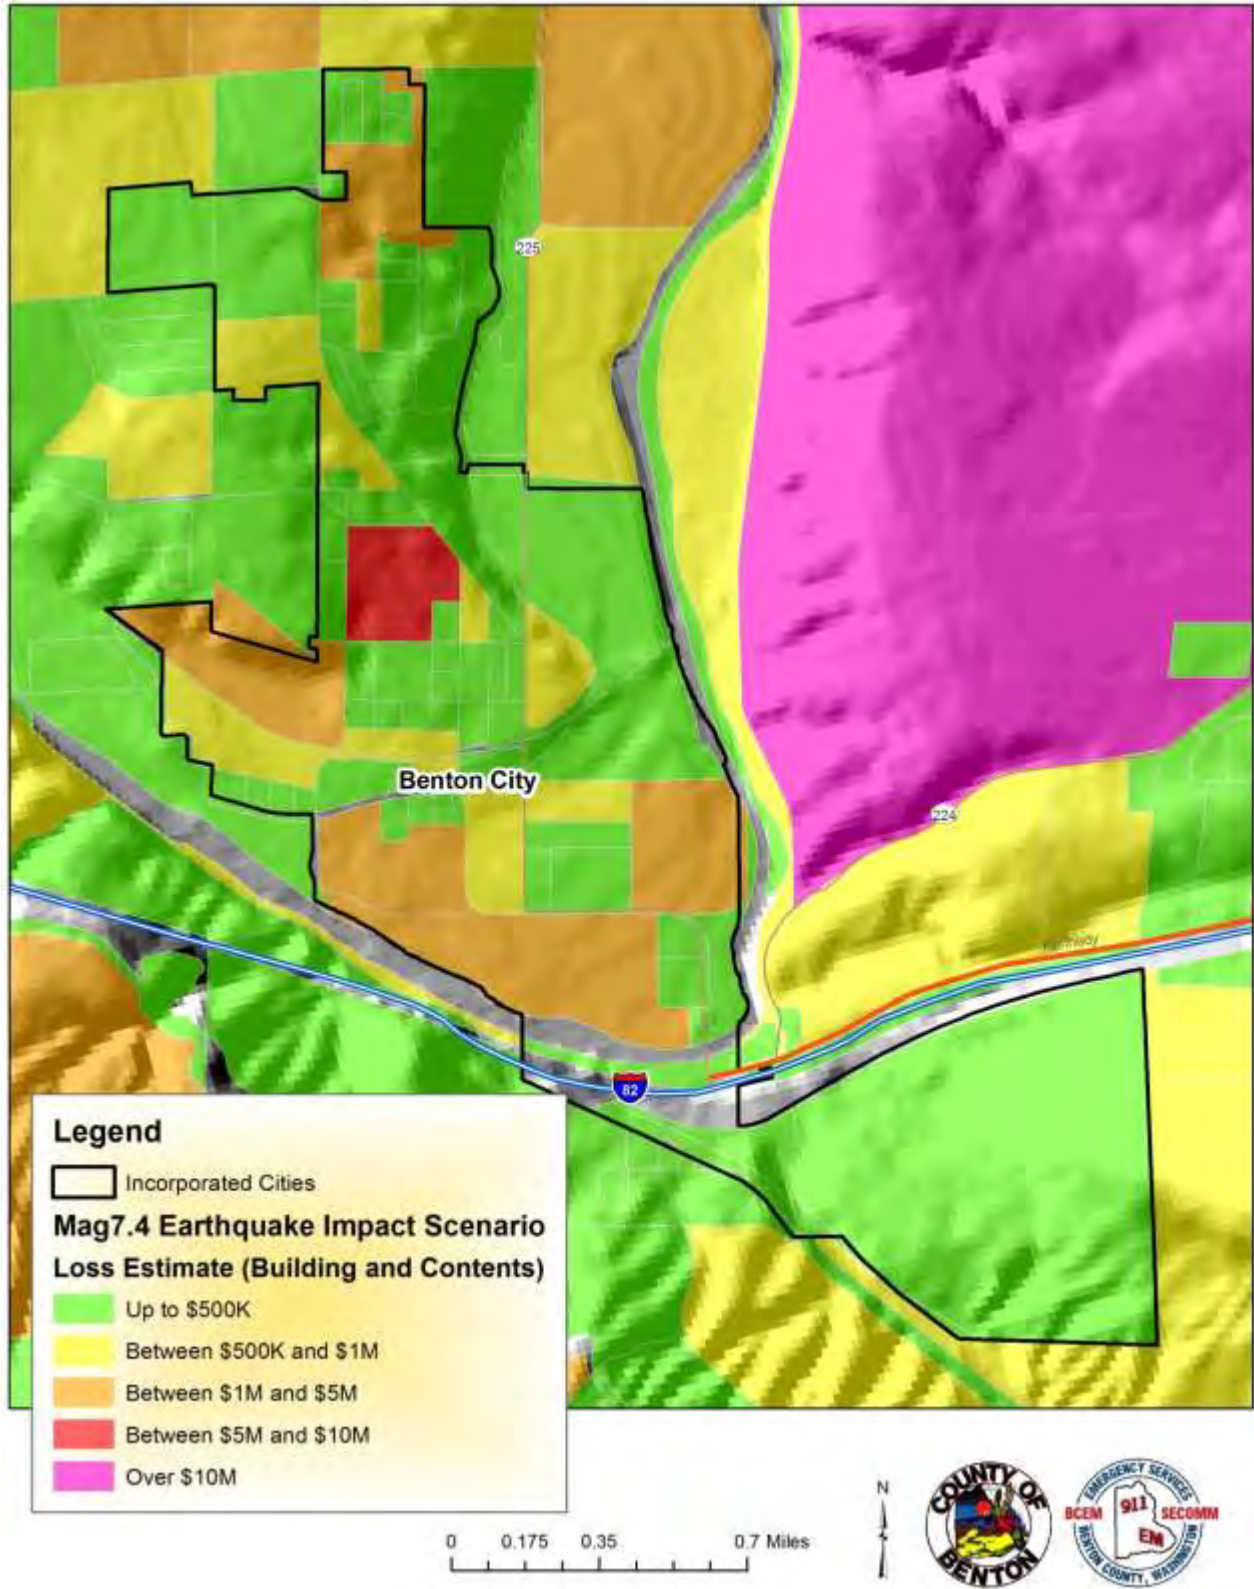 225
Benton City
224
82
Legend
Incorporated Cities
Mag7.4 Earthquake Impact Scenario
Loss Estimate (Building and Contents)
Up to $500K
Between $500K and $1M
Between $1M and $5M
Between $5M and $10M
Over $10M
N
0 0.175 0.35 0.7 Miles
COUNTY OF
BENTON
EMERGENCY SERVICES
BCEM 911 SECOMM
EM
BENTON COUNTY, WASHINGTON